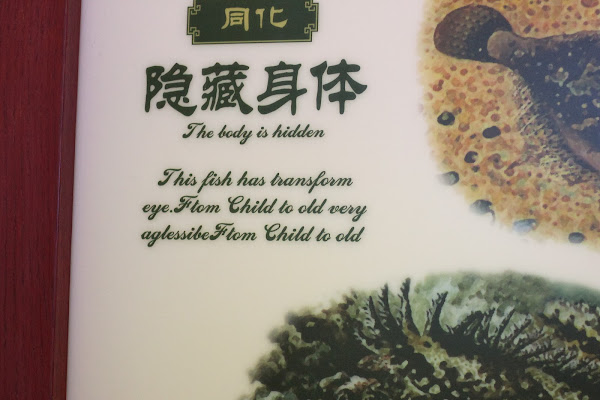 同化
隐藏身体
The body is hidden
This fish has transform
eye.Ftom Child to old very
aglessibeFtom Child to old